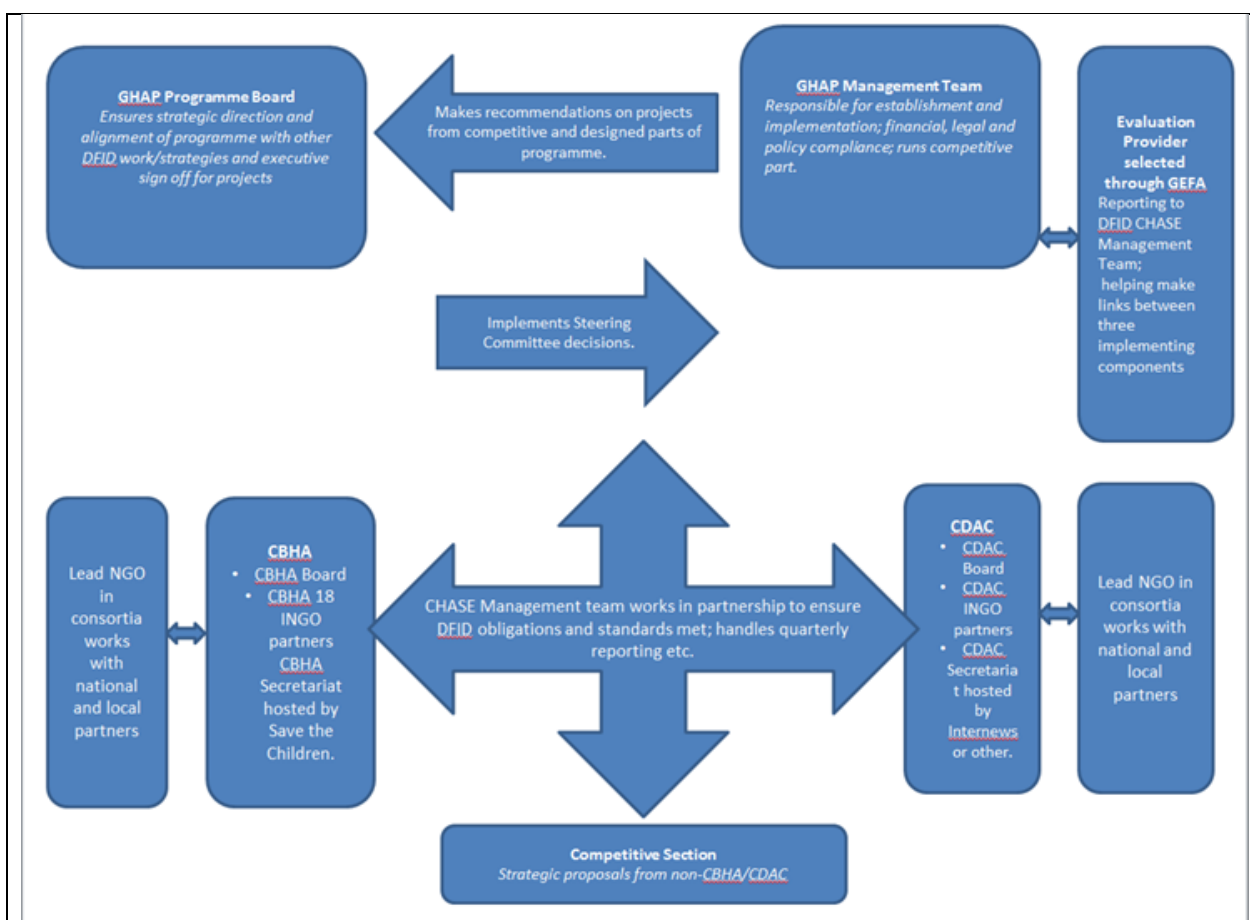 GHAP Programme Board
Ensures strategic direction and
alignment of programme with other
DFID work/strategies and executive
sign off for projects
Makes recommendations on projects
from competitive and designed parts of
programme.
GHAP Management Team
Responsible for establishment and
implementation; financial, legal and
policy compliance; runs competitive
part.
Evaluation
Provider
selected
through GEFA
Reporting to
DFID CHASE
Management
Team;
helping make
links between
three
implementing
components
Implements Steering
Committee decisions.
Lead NGO
in
consortia
works
with
national
and local
partners
CBHA
• CBHA Board
• CBHA 18
INGO
partners
CBHA
Secretariat
hosted by
Save the
Children.
CHASE Management team works in partnership to ensure
DFID obligations and standards met; handles quarterly
reporting etc.
CDAC
• CDAC
Board
• CDAC
INGO
partners
• CDAC
Secretaria
t hosted
by
Internews
or other.
Lead NGO in
consortia
works with
national and
local
partners
Competitive Section
Strategic proposals from non-CBHA/CDAC